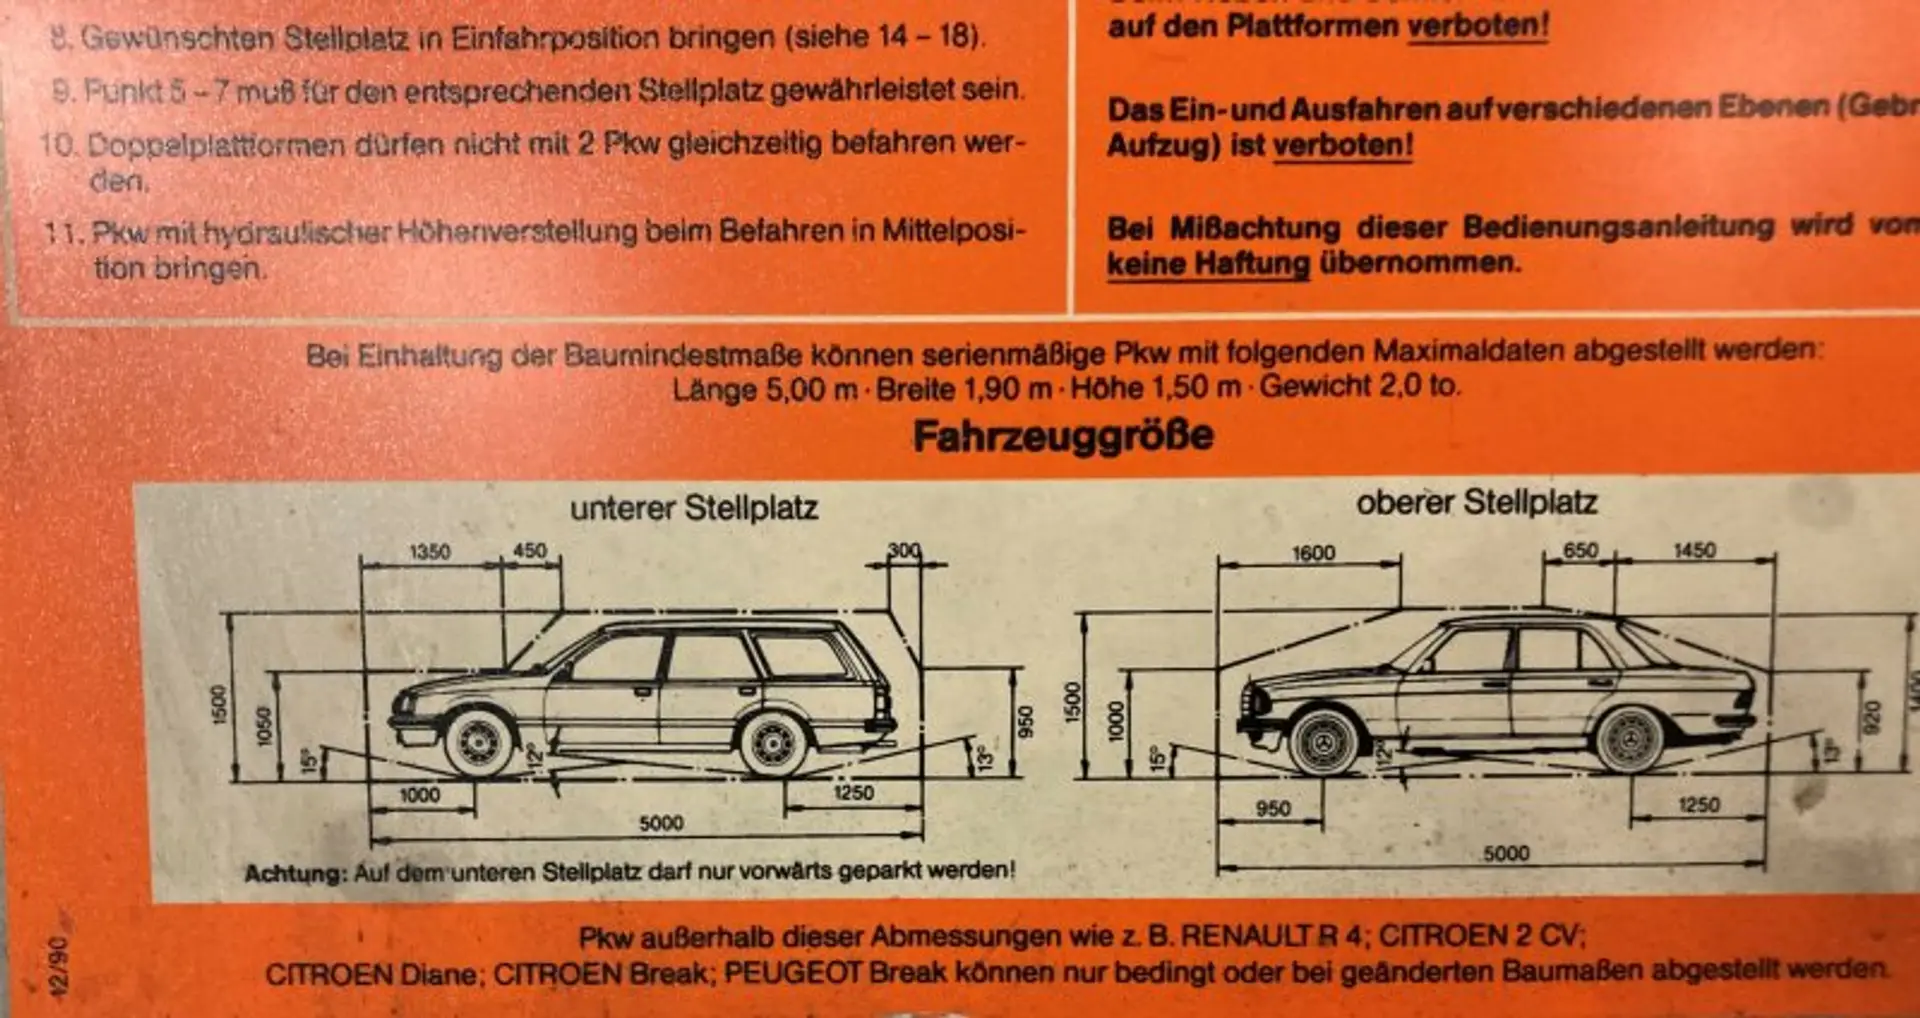 8. Gewünschten Stellplatz in Einfahrposition bringen (siehe 14 – 18).
9. Punkt 5 – 7 muß für den entsprechenden Stellplatz gewährleistet sein.
10. Doppelplattformen dürfen nicht mit 2 Pkw gleichzeitig befahren wer-
den.
11. Pkw mit hydraulischer Höhenverstellung beim Befahren in Mittelposi-
tion bringen.
auf den Plattformen verboten!
Das Ein- und Ausfahren auf verschiedenen Ebenen (Gebr
Aufzug) ist verboten!
Bei Mißachtung dieser Bedienungsanleitung wird von
keine Haftung übernommen.
Bei Einhaltung der Baumindestmaße können serienmäßige Pkw mit folgenden Maximaldaten abgestellt werden:
Länge 5,00 m · Breite 1,90 m · Höhe 1,50 m · Gewicht 2,0 to.
Fahrzeuggröße
unterer Stellplatz
1350 450 300
1500
1050
15°
12°
13°
950
1000
1250
5000
Achtung: Auf dem unteren Stellplatz darf nur vorwärts geparkt werden!
oberer Stellplatz
1600 650 1450
1500
1000
15°
12°
13°
920
1400
950
1250
5000
Pkw außerhalb dieser Abmessungen wie z. B. RENAULT R 4; CITROEN 2 CV;
CITROEN Diane; CITROEN Break; PEUGEOT Break können nur bedingt oder bei geänderten Baumaßen abgestellt werden.
12/90